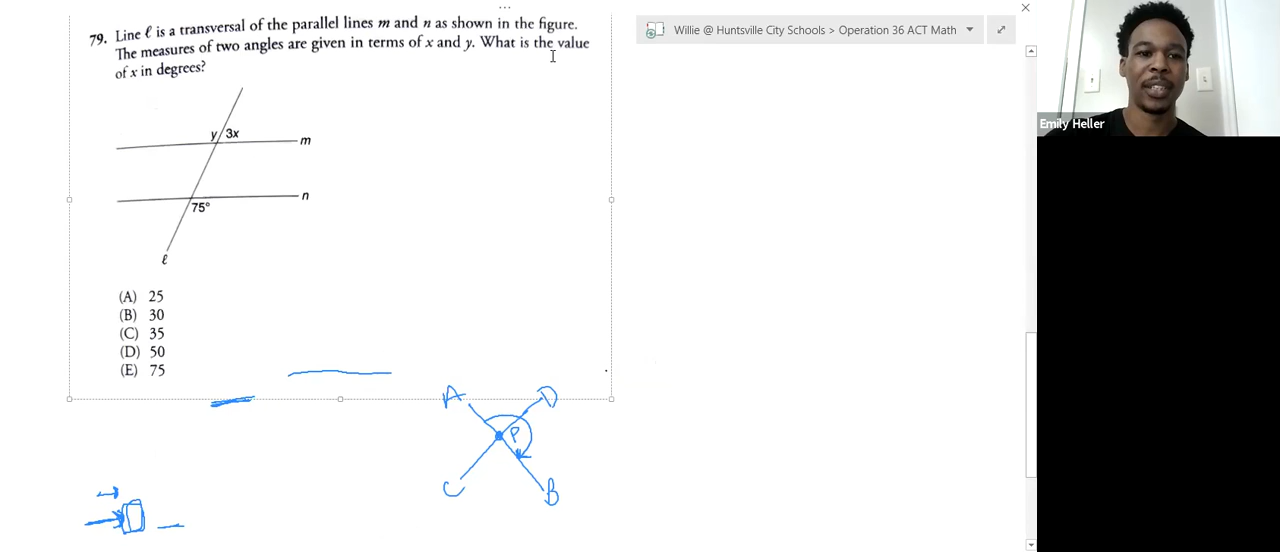 79. Line ℓ is a transversal of the parallel lines m and n as shown in the figure.
The measures of two angles are given in terms of x and y. What is the value
of x in degrees?
y 3x
m
n
75°
ℓ
(A) 25
(B) 30
(C) 35
(D) 50
(E) 75
A D
P
C B
Willie @ Huntsville City Schools > Operation 36 ACT Math
Emily Heller